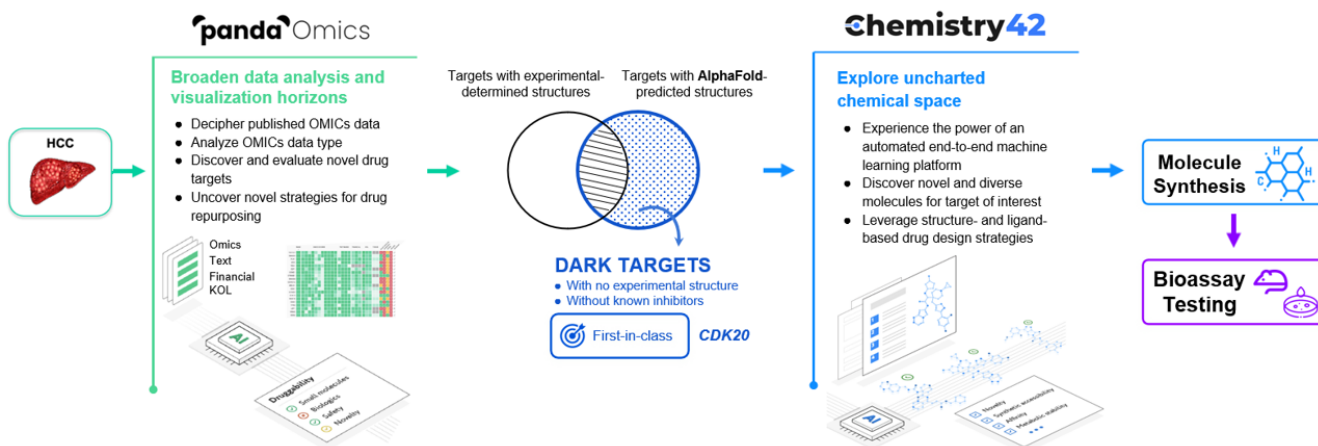 panda Omics
Chemistry42
HCC
Broaden data analysis and
visualization horizons
● Decipher published OMICs data
● Analyze OMICs data type
● Discover and evaluate novel drug
targets
● Uncover novel strategies for drug
repurposing
Omics
Text
Financial
KOL
AI
Druggability
Small molecules
Biologics
Safety
Novelty
Targets with experimental-
determined structures
Targets with AlphaFold-
predicted structures
DARK TARGETS
● With no experimental structure
● Without known inhibitors
First-in-class
CDK20
Explore uncharted
chemical space
● Experience the power of an
automated end-to-end machine
learning platform
● Discover novel and diverse
molecules for target of interest
● Leverage structure- and ligand-
based drug design strategies
AI
Novelty
Synthetic accessibility
Affinity
Metabolic stability
Molecule
Synthesis
H
C
H
Bioassay
Testing